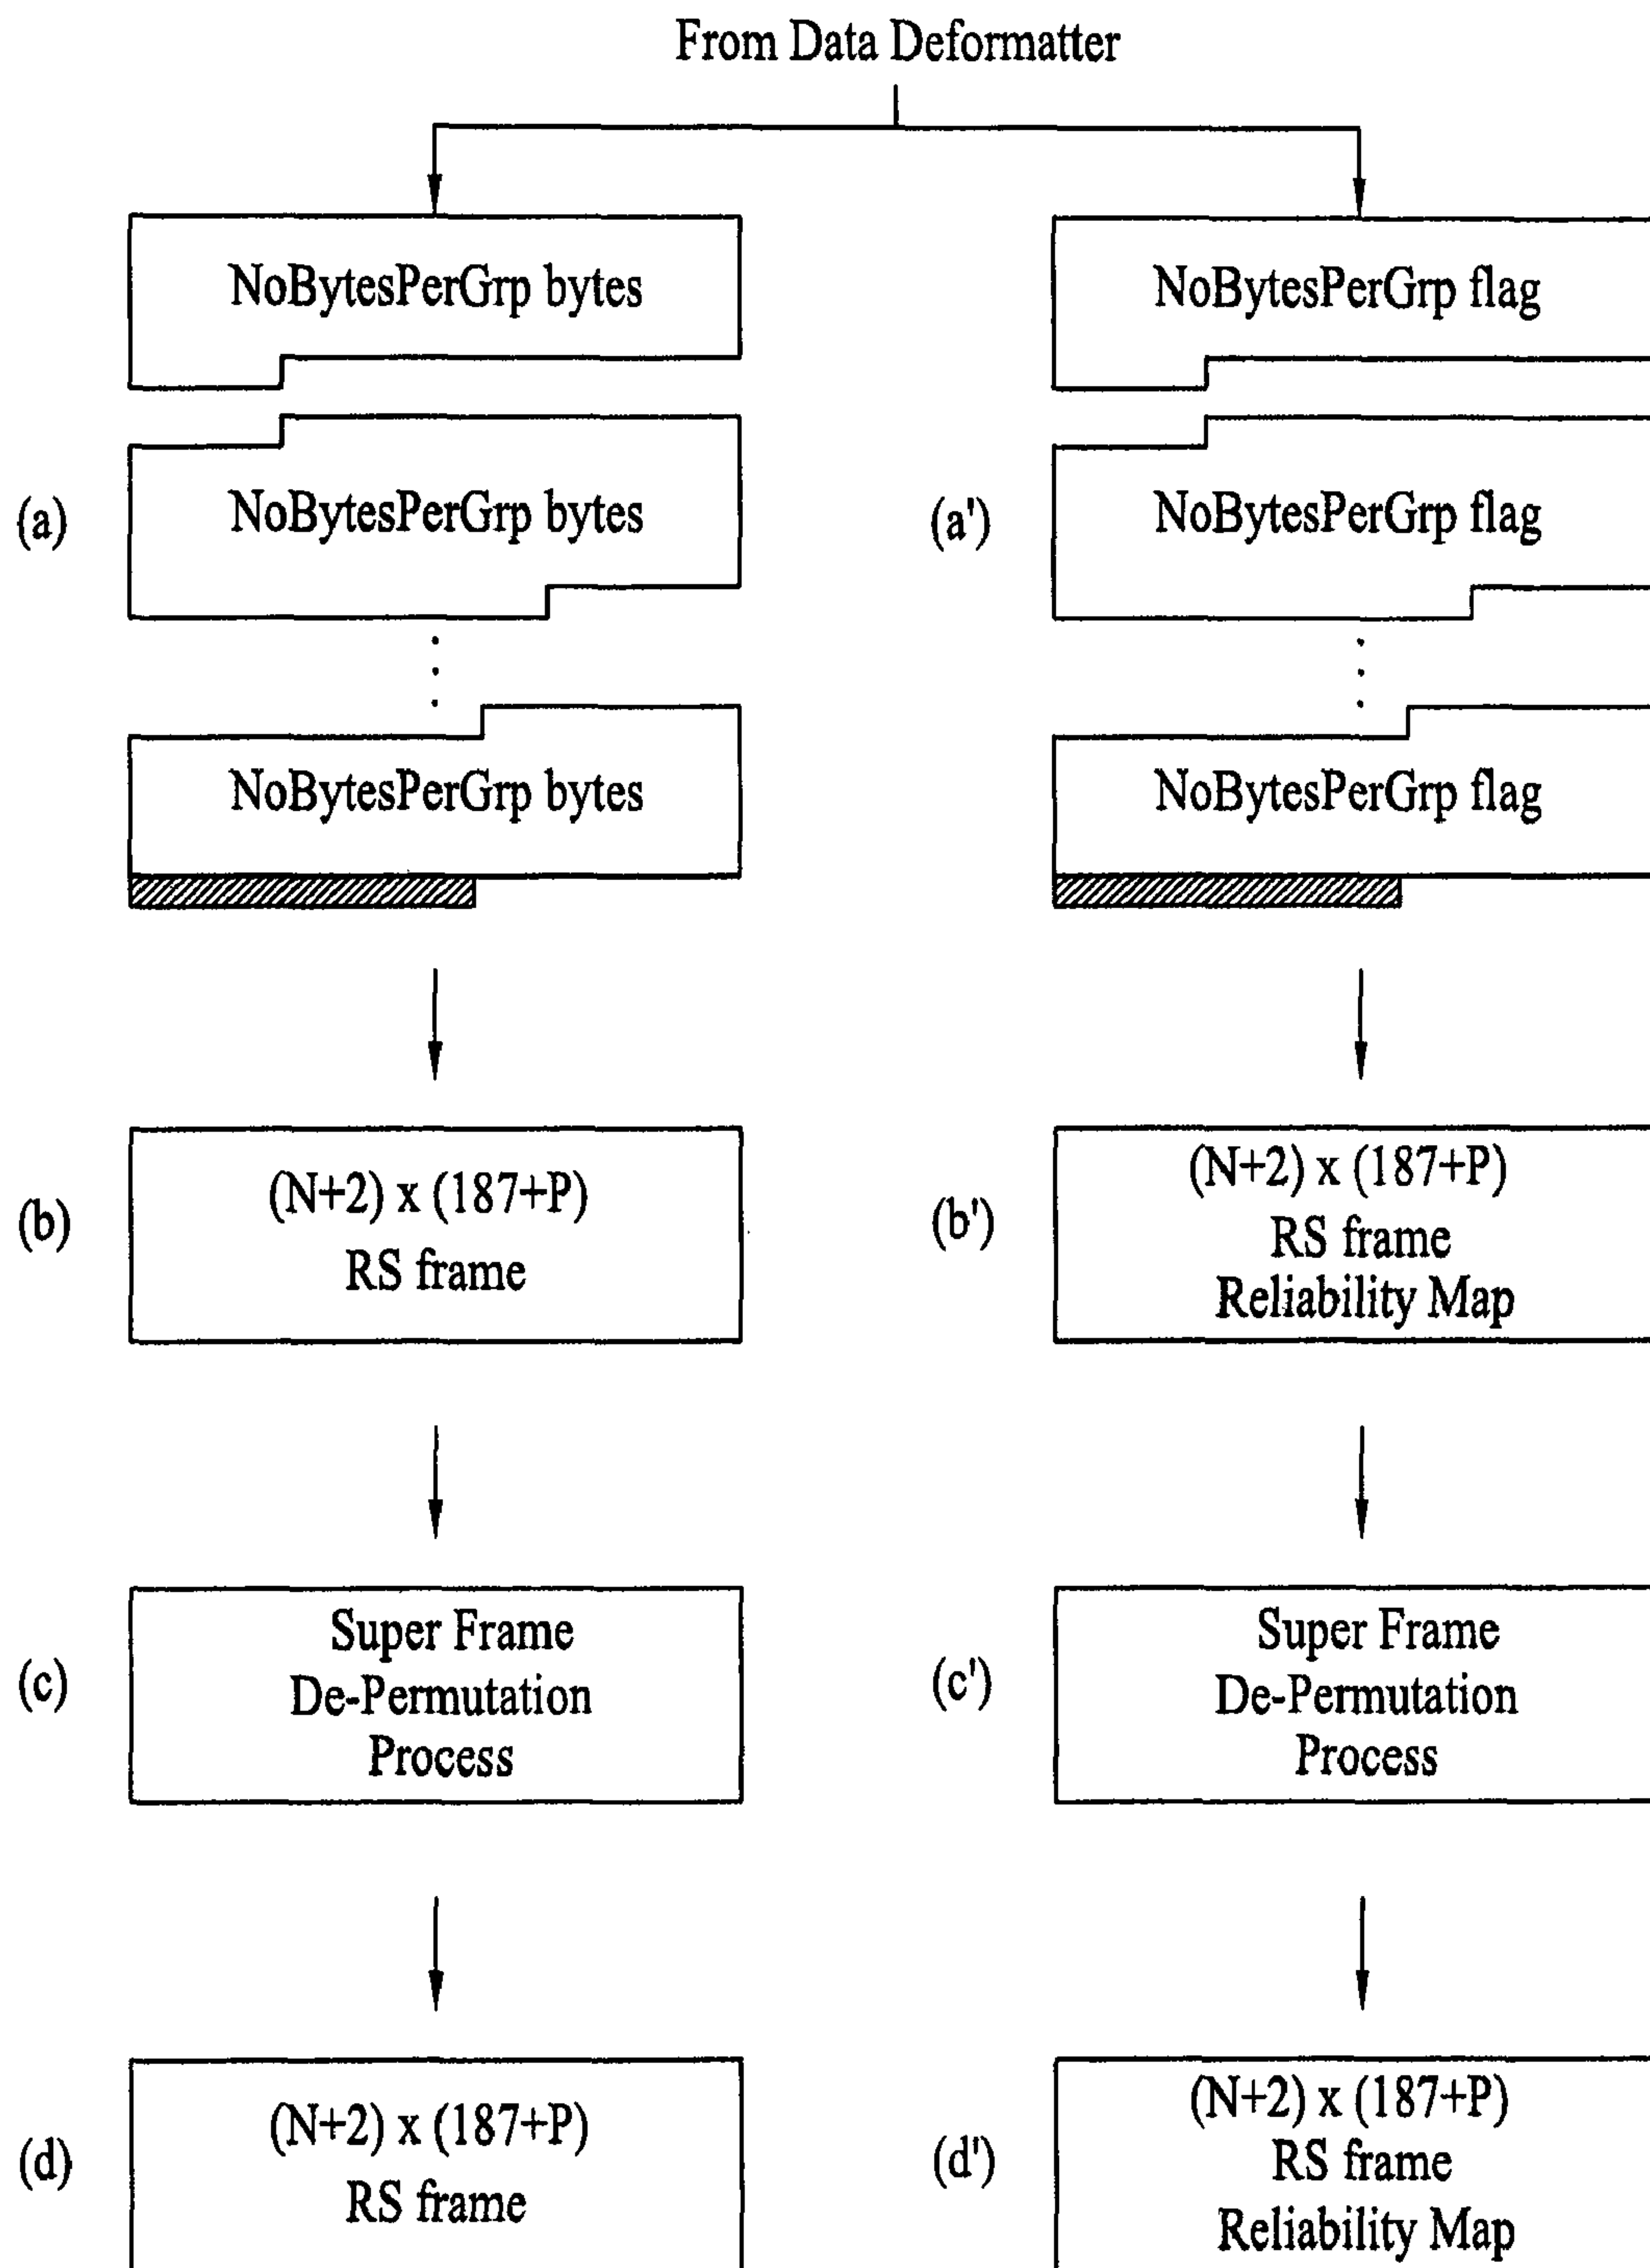 From Data Deformatter
NoBytesPerGrp bytes
NoBytesPerGrp flag
(a)
NoBytesPerGrp bytes
(a')
NoBytesPerGrp flag
NoBytesPerGrp bytes
NoBytesPerGrp flag
(b)
(N+2) x (187+P)
RS frame
(b')
(N+2) x (187+P)
RS frame
Reliability Map
(c)
Super Frame
De-Permutation
Process
(c')
Super Frame
De-Permutation
Process
(d)
(N+2) x (187+P)
RS frame
(d')
(N+2) x (187+P)
RS frame
Reliability Map